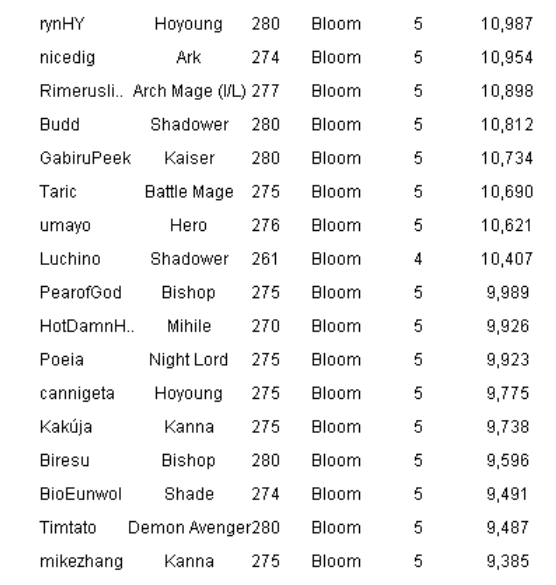 rynHY Hoyoung 280 Bloom 5 10,987
nicedig Ark 274 Bloom 5 10,954
Rimerusli.. Arch Mage (I/L) 277 Bloom 5 10,898
Budd Shadower 280 Bloom 5 10,812
GabiruPeek Kaiser 280 Bloom 5 10,734
Taric Battle Mage 275 Bloom 5 10,690
umayo Hero 276 Bloom 5 10,621
Luchino Shadower 261 Bloom 4 10,407
PearofGod Bishop 275 Bloom 5 9,989
HotDamnH.. Mihile 270 Bloom 5 9,926
Poeia Night Lord 275 Bloom 5 9,923
cannigeta Hoyoung 275 Bloom 5 9,775
Kakúja Kanna 275 Bloom 5 9,738
Biresu Bishop 280 Bloom 5 9,596
BioEunwol Shade 274 Bloom 5 9,491
Timtato Demon Avenger 280 Bloom 5 9,487
mikezhang Kanna 275 Bloom 5 9,385